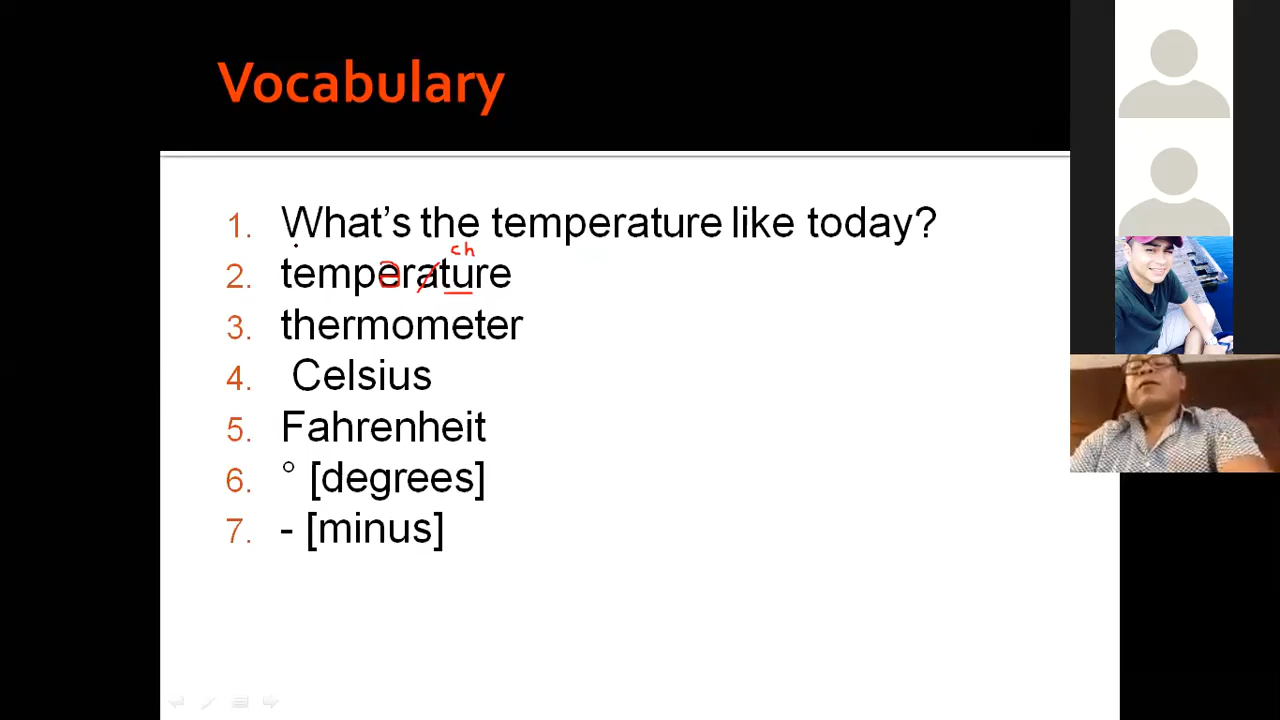 Vocabulary
1. What's the temperature like today?
ch
2. temperature
3. thermometer
4. Celsius
5. Fahrenheit
6. ° [degrees]
7. - [minus]